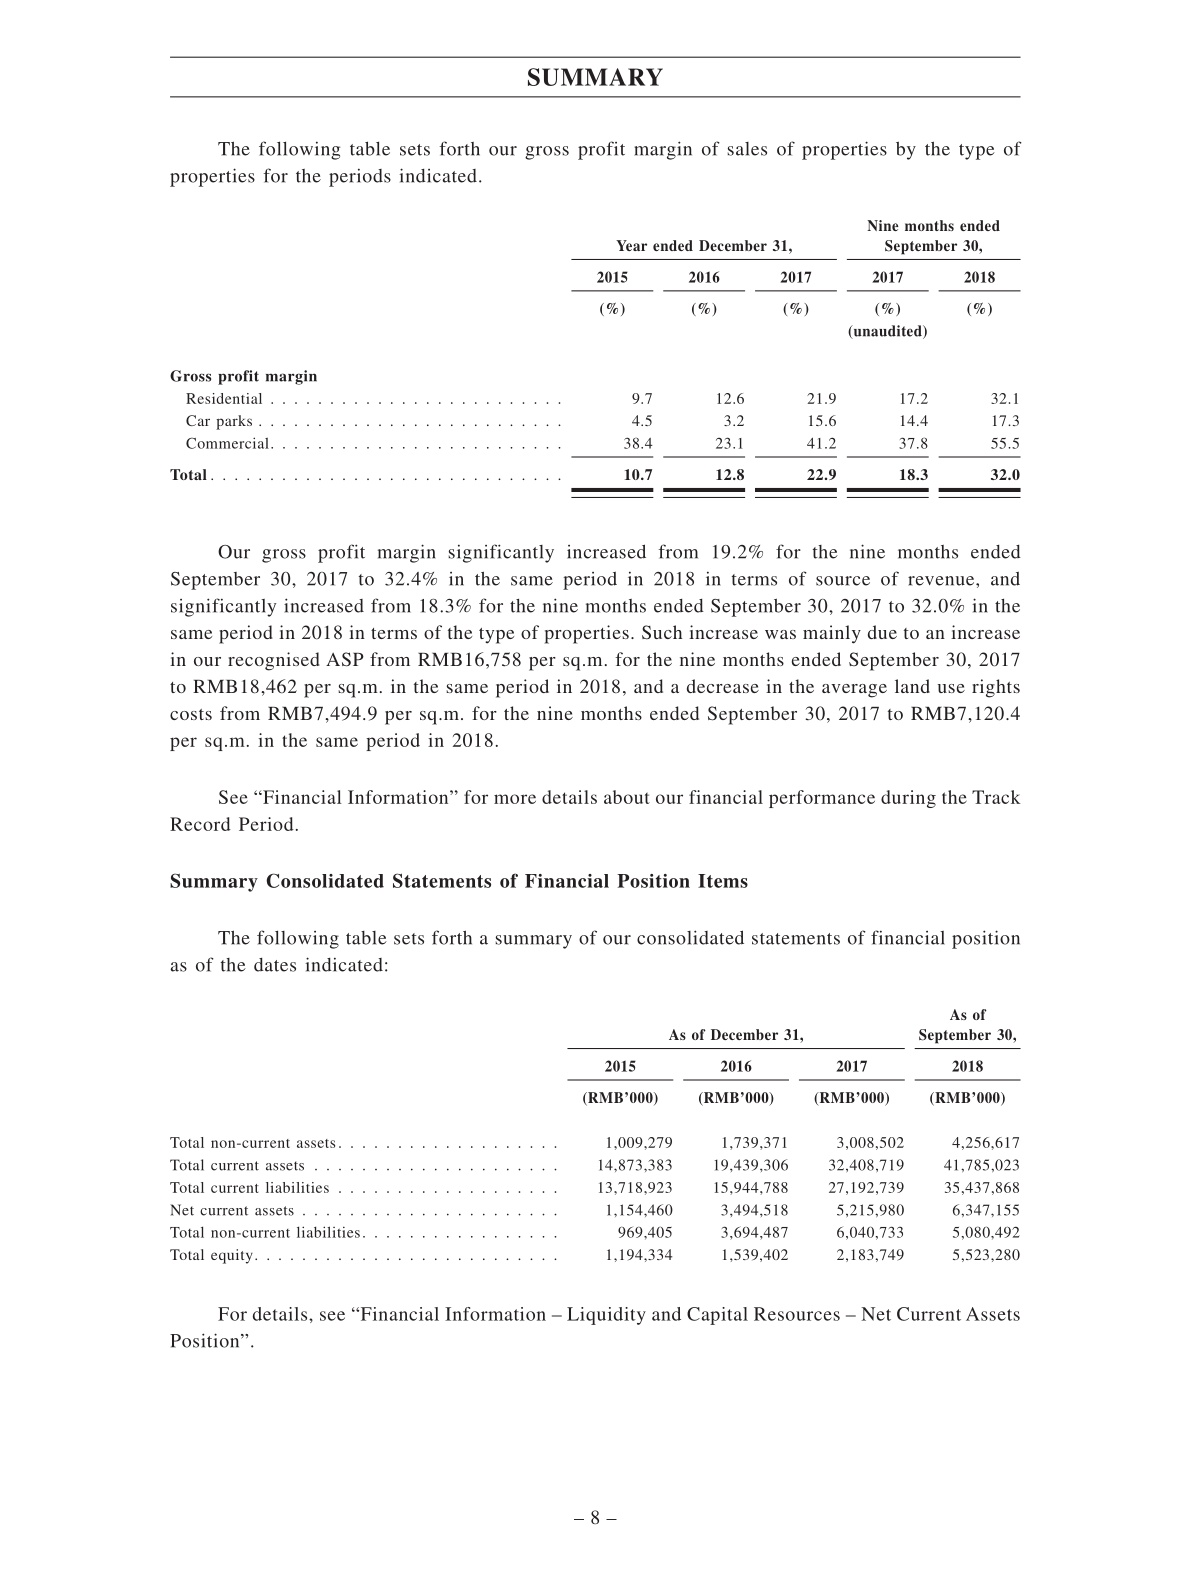 SUMMARY
The following table sets forth our gross profit margin of sales of properties by the type of
properties for the periods indicated.
Nine months ended
Year ended December 31, September 30,
2015 2016 2017 2017 2018
(%) (%) (%) (%) (%)
(unaudited)
Gross profit margin
Residential . . . . . . . . . . . . . . . . . . . . . . . . . 9.7 12.6 21.9 17.2 32.1
Car parks . . . . . . . . . . . . . . . . . . . . . . . . . . 4.5 3.2 15.6 14.4 17.3
Commercial. . . . . . . . . . . . . . . . . . . . . . . . . 38.4 23.1 41.2 37.8 55.5
Total . . . . . . . . . . . . . . . . . . . . . . . . . . . . . . 10.7 12.8 22.9 18.3 32.0
Our gross profit margin significantly increased from 19.2% for the nine months ended
September 30, 2017 to 32.4% in the same period in 2018 in terms of source of revenue, and
significantly increased from 18.3% for the nine months ended September 30, 2017 to 32.0% in the
same period in 2018 in terms of the type of properties. Such increase was mainly due to an increase
in our recognised ASP from RMB16,758 per sq.m. for the nine months ended September 30, 2017
to RMB18,462 per sq.m. in the same period in 2018, and a decrease in the average land use rights
costs from RMB7,494.9 per sq.m. for the nine months ended September 30, 2017 to RMB7,120.4
per sq.m. in the same period in 2018.
See “Financial Information” for more details about our financial performance during the Track
Record Period.
Summary Consolidated Statements of Financial Position Items
The following table sets forth a summary of our consolidated statements of financial position
as of the dates indicated:
As of
As of December 31, September 30,
2015 2016 2017 2018
(RMB’000) (RMB’000) (RMB’000) (RMB’000)
Total non-current assets. . . . . . . . . . . . . . . . . . . 1,009,279 1,739,371 3,008,502 4,256,617
Total current assets . . . . . . . . . . . . . . . . . . . . . 14,873,383 19,439,306 32,408,719 41,785,023
Total current liabilities . . . . . . . . . . . . . . . . . . . 13,718,923 15,944,788 27,192,739 35,437,868
Net current assets . . . . . . . . . . . . . . . . . . . . . . 1,154,460 3,494,518 5,215,980 6,347,155
Total non-current liabilities. . . . . . . . . . . . . . . . . 969,405 3,694,487 6,040,733 5,080,492
Total equity. . . . . . . . . . . . . . . . . . . . . . . . . . 1,194,334 1,539,402 2,183,749 5,523,280
For details, see “Financial Information – Liquidity and Capital Resources – Net Current Assets
Position”.
– 8 –